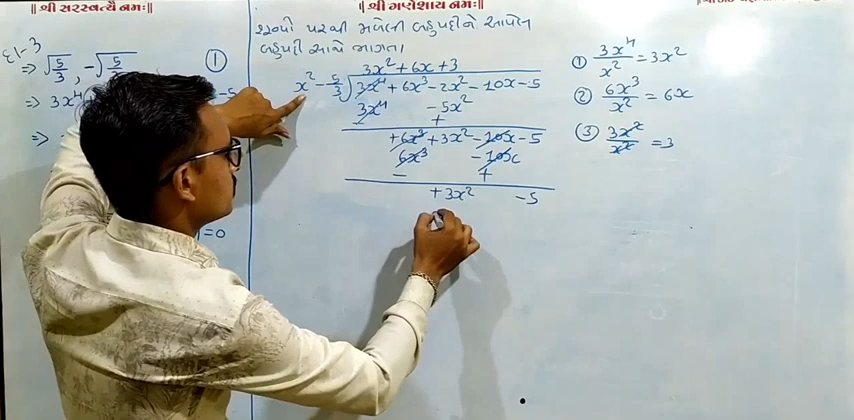 ॥ શ્રી સરસ્વત્યૈ નમઃ ॥
॥ શ્રી ગણેશાય નમઃ ॥
દા-3
⇒ √5/3 , -√5/3
⇒ 3x⁴ -5
⇒
= 0
①
પરથી મળેલી બહુપદીને આપેલ
બહુપદી સાથે ભાગતા
3x² + 6x + 3
x² - 5/3 ) 3x⁴ + 6x³ - 2x² - 10x - 5
3x⁴ - 5x²
- +
+6x³ + 3x² - 10x - 5
6x³ - 10x
- +
+ 3x² - 5
① 3x⁴/x² = 3x²
② 6x³/x² = 6x
③ 3x²/x² = 3